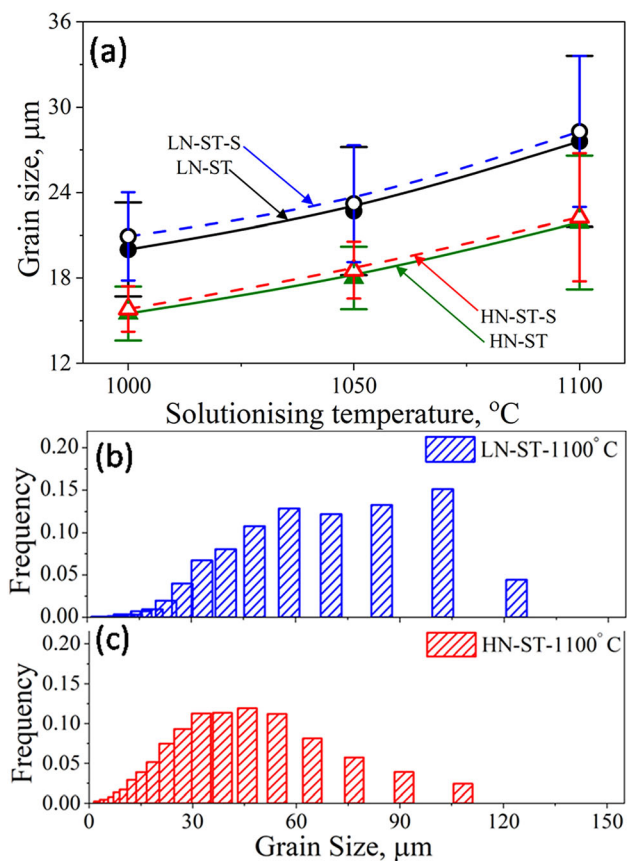 (a)
36
30
24
18
12
Grain size, μm
LN-ST-S
LN-ST
HN-ST-S
HN-ST
1000 1050 1100
Solutionising temperature, °C
(b)
LN-ST-1100°C
0.20
0.15
0.10
0.05
0.00
Frequency
(c)
HN-ST-1100°C
0.20
0.15
0.10
0.05
0.00
Frequency
0 30 60 90 120 150
Grain Size, μm